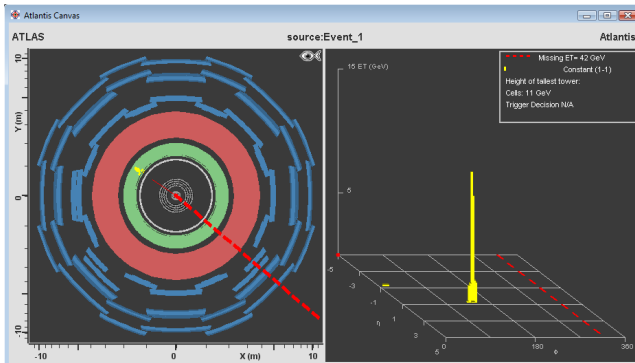 Atlantis Canvas
ATLAS source:Event_1 Atlantis
Missing ET= 42 GeV
Constant (1-1)
Height of tallest tower:
Cells: 11 GeV
Trigger Decision N/A
15 ET (GeV)
5
10
Y (m)
0
-10
-10 0 X (m) 10
-5
-3
-1
η 1
3
5
0 180 ϕ 360